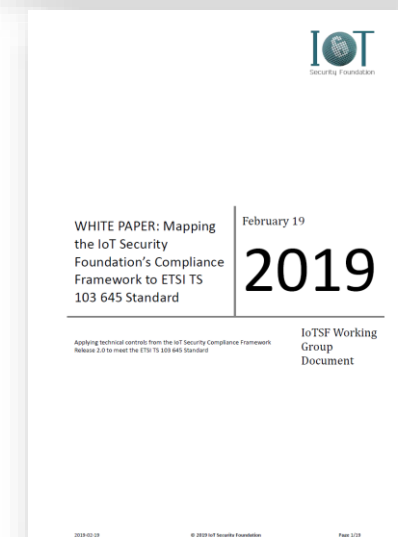 IOT
Security Foundation
WHITE PAPER: Mapping
the IoT Security
Foundation's Compliance
Framework to ETSI TS
103 645 Standard
February 19
2019
Applying technical controls from the IoT Security Compliance Framework
Release 2.0 to meet the ETSI TS 103 645 Standard
IoTSF Working
Group
Document
2019-02-19
© 2019 IoT Security Foundation
Page 1/19